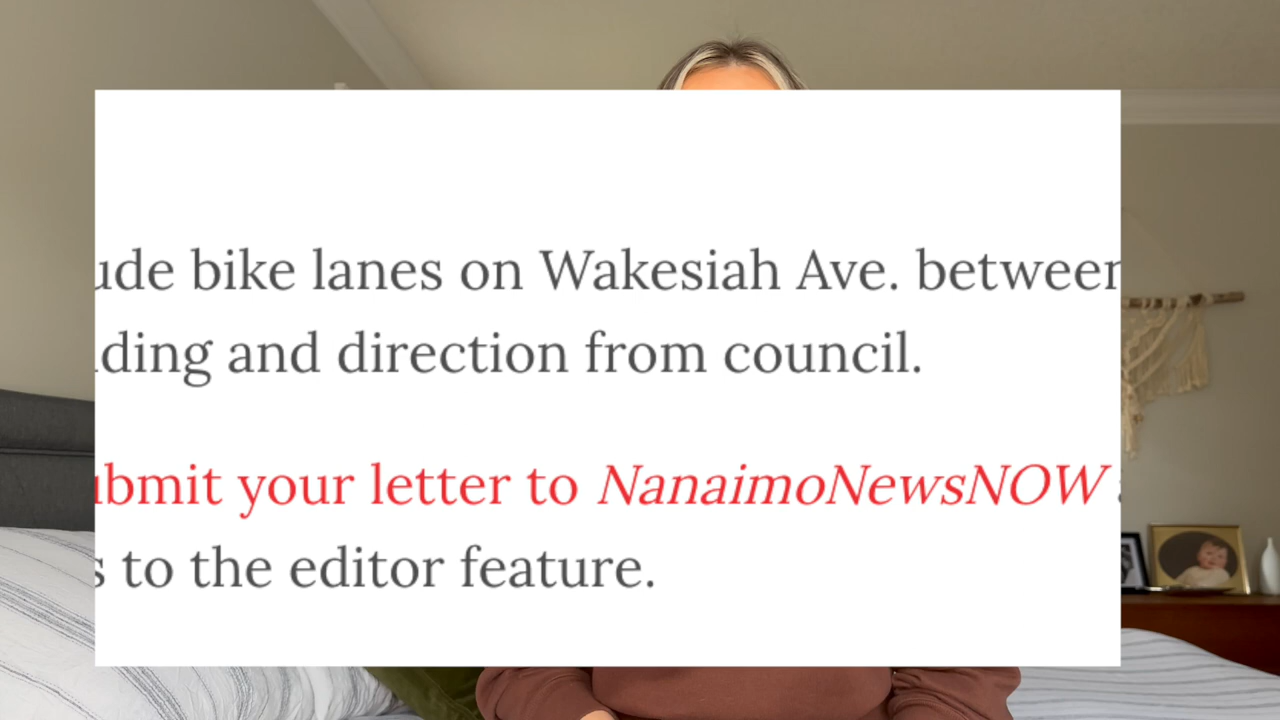 ude bike lanes on Wakesiah Ave. between
ding and direction from council.
ubmit your letter to NanaimoNewsNOW
s to the editor feature.